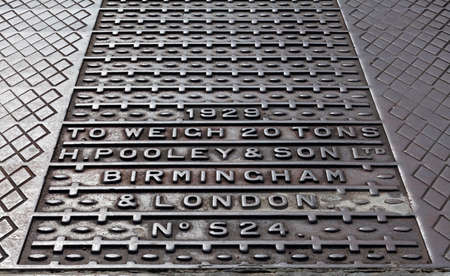 1929
TO WEIGH 20 TONS
H. POOLEY & SON LTD
BIRMINGHAM
& LONDON
No S24